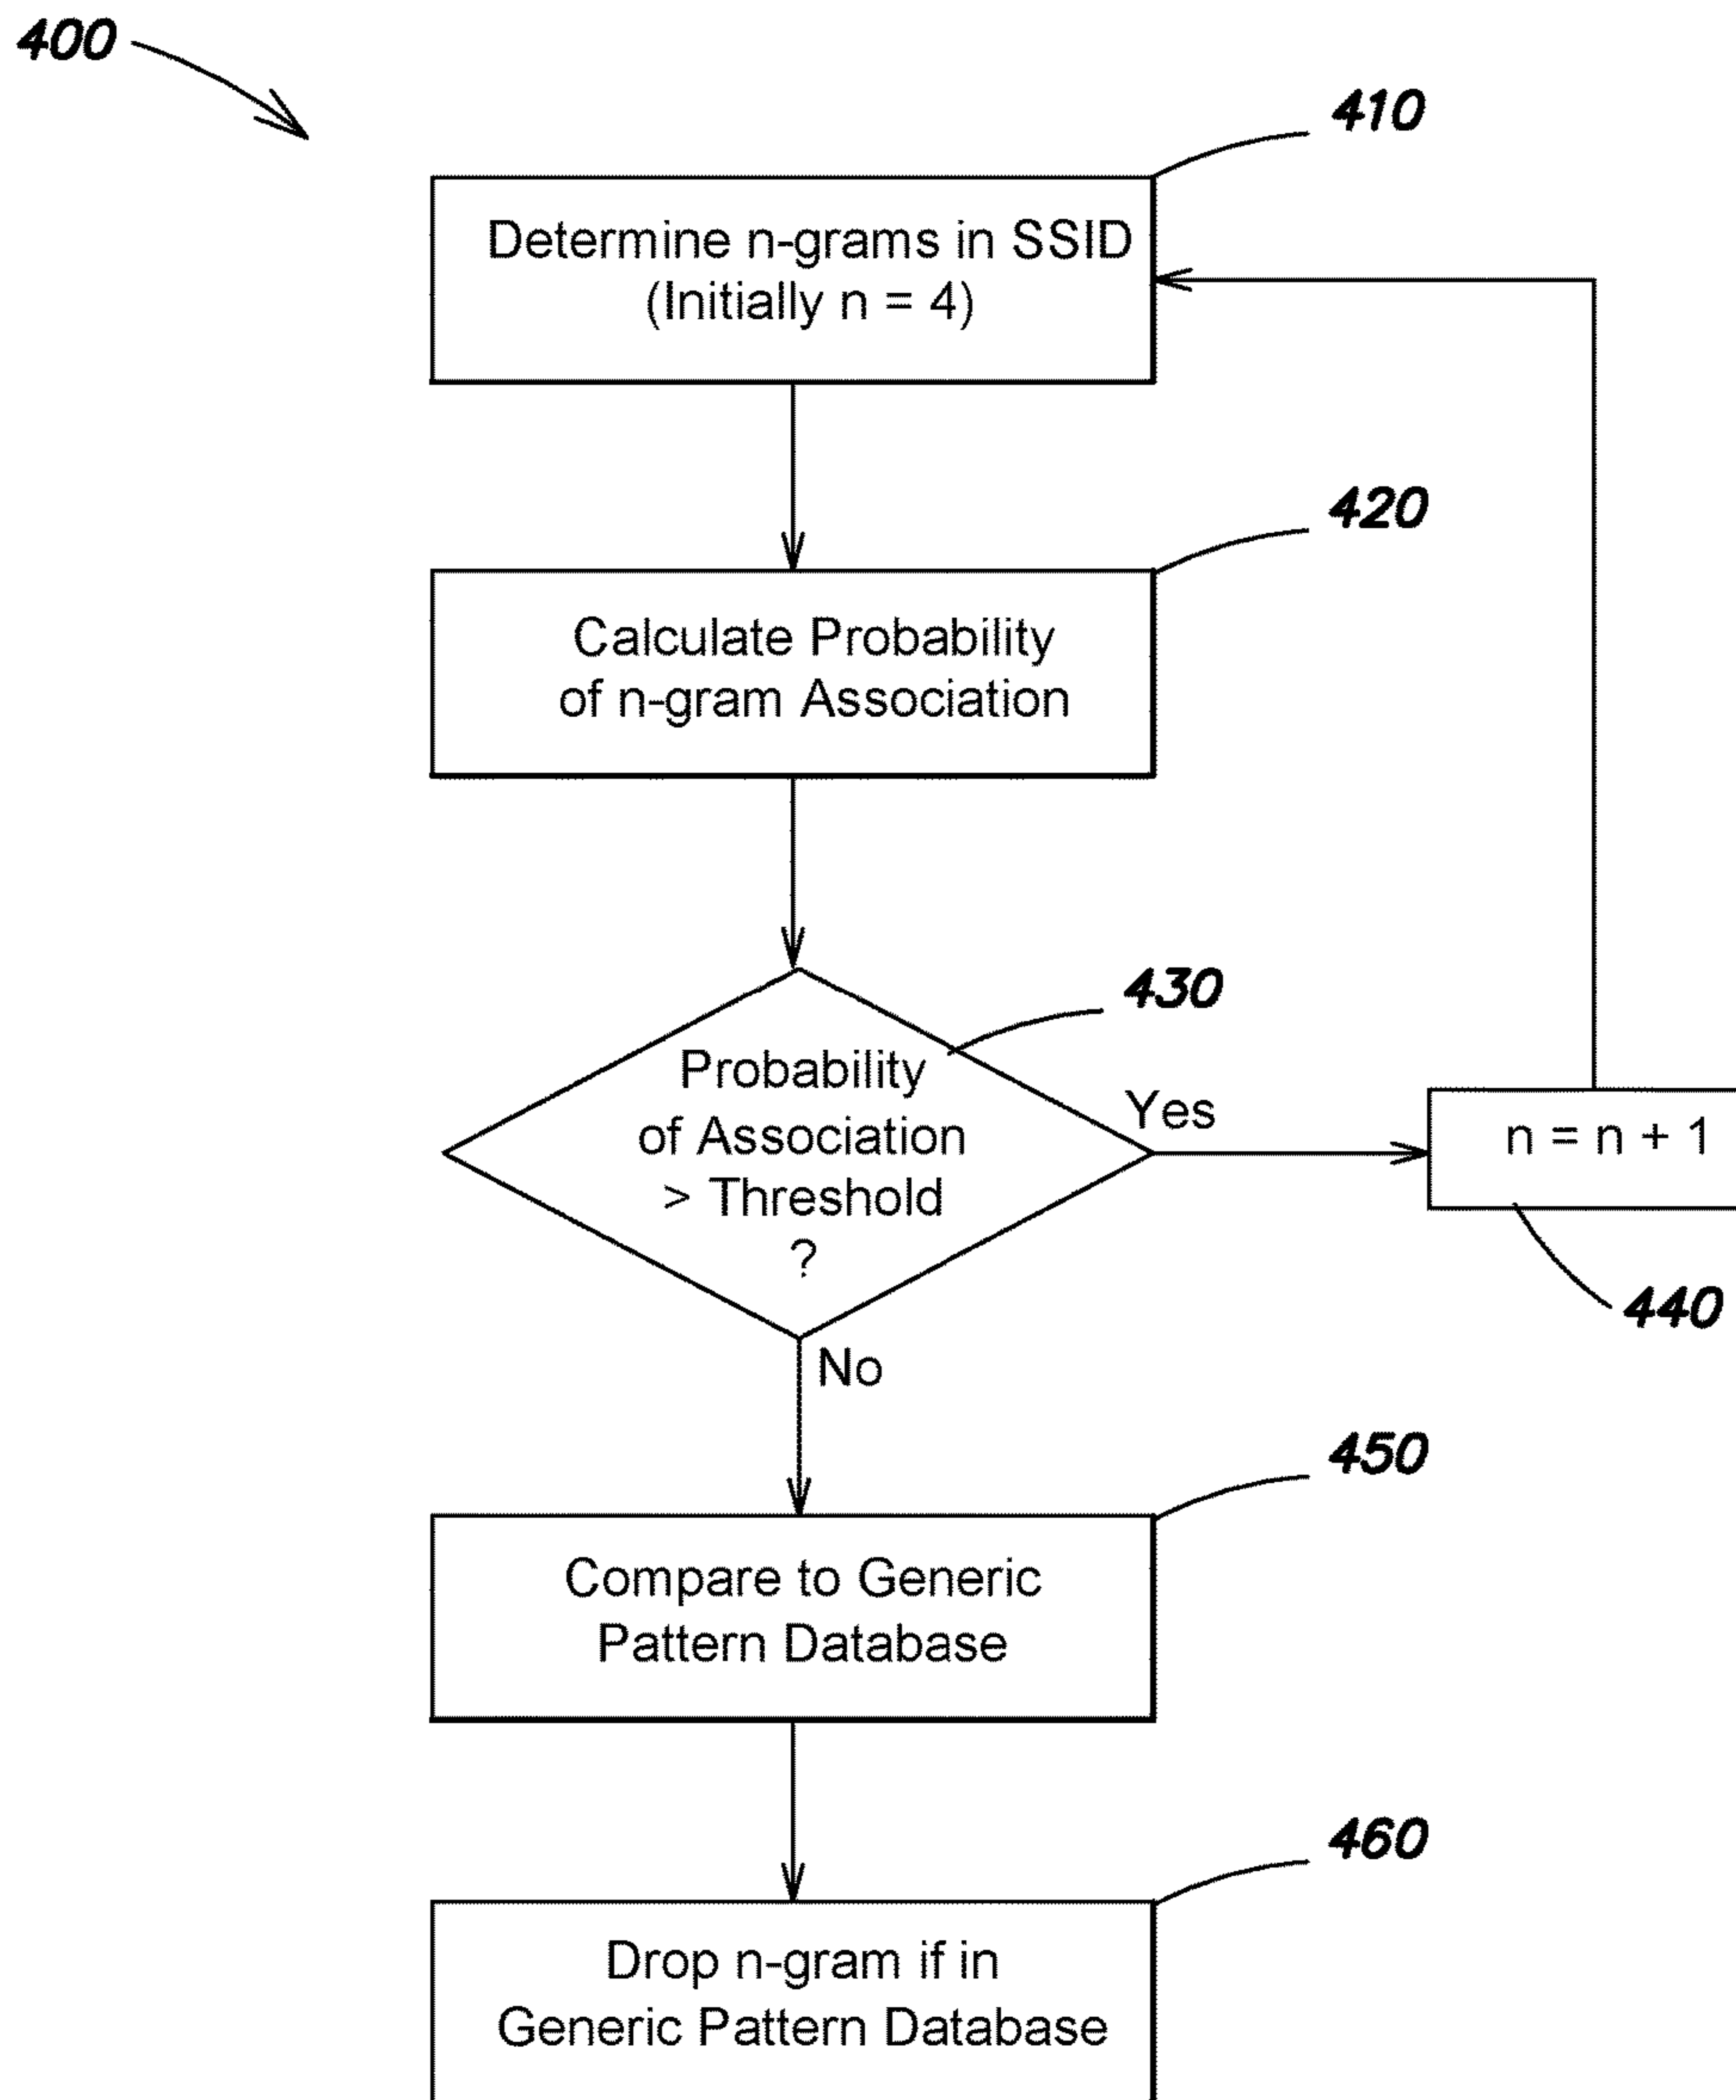 400
410
Determine n-grams in SSID
(Initially n = 4)
420
Calculate Probability
of n-gram Association
430
Probability
of Association
> Threshold
?
Yes
n = n + 1
440
No
450
Compare to Generic
Pattern Database
460
Drop n-gram if in
Generic Pattern Database